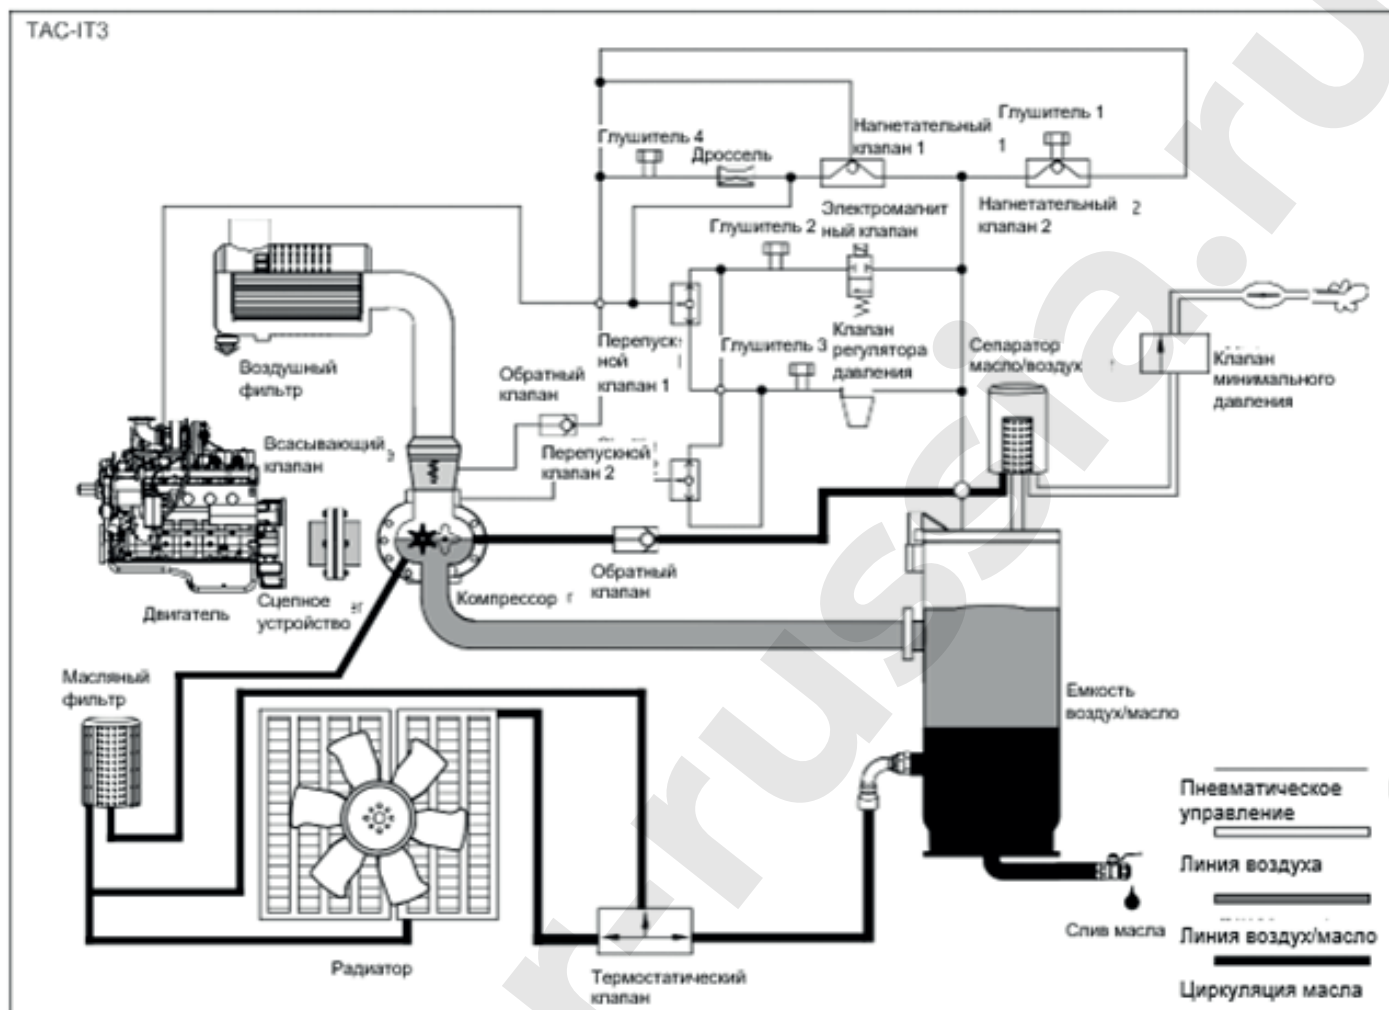 TAC-IT3
Глушитель 4
Дроссель
Нагнетательный
клапан 1
1
Глушитель 1
Нагнетательный
клапан 2
2
Глушитель 2
Электромагнит
ный клапан
Воздушный
фильтр
Обратный
клапан
Перепуск
ной
клапан 1
Глушитель 3
Клапан
регулятора
давления
Сепаратор
масло/воздух
Клапан
минимального
давления
Всасывающий
клапан
Перепускной
клапан 2
Двигатель
Сцепное
устройство
Компрессор
Обратный
клапан
Масляный
фильтр
Емкость
воздух/масло
Радиатор
Термостатический
клапан
Слив масла
Пневматическое
управление
Линия воздуха
Линия воздух/масло
Циркуляция масла
r-russia.ru